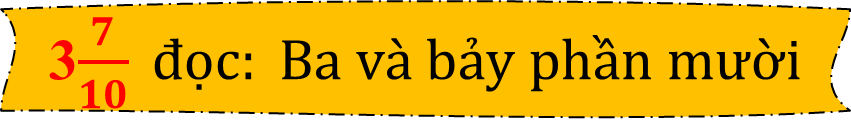 3 7/10 đọc: Ba và bảy phần mười